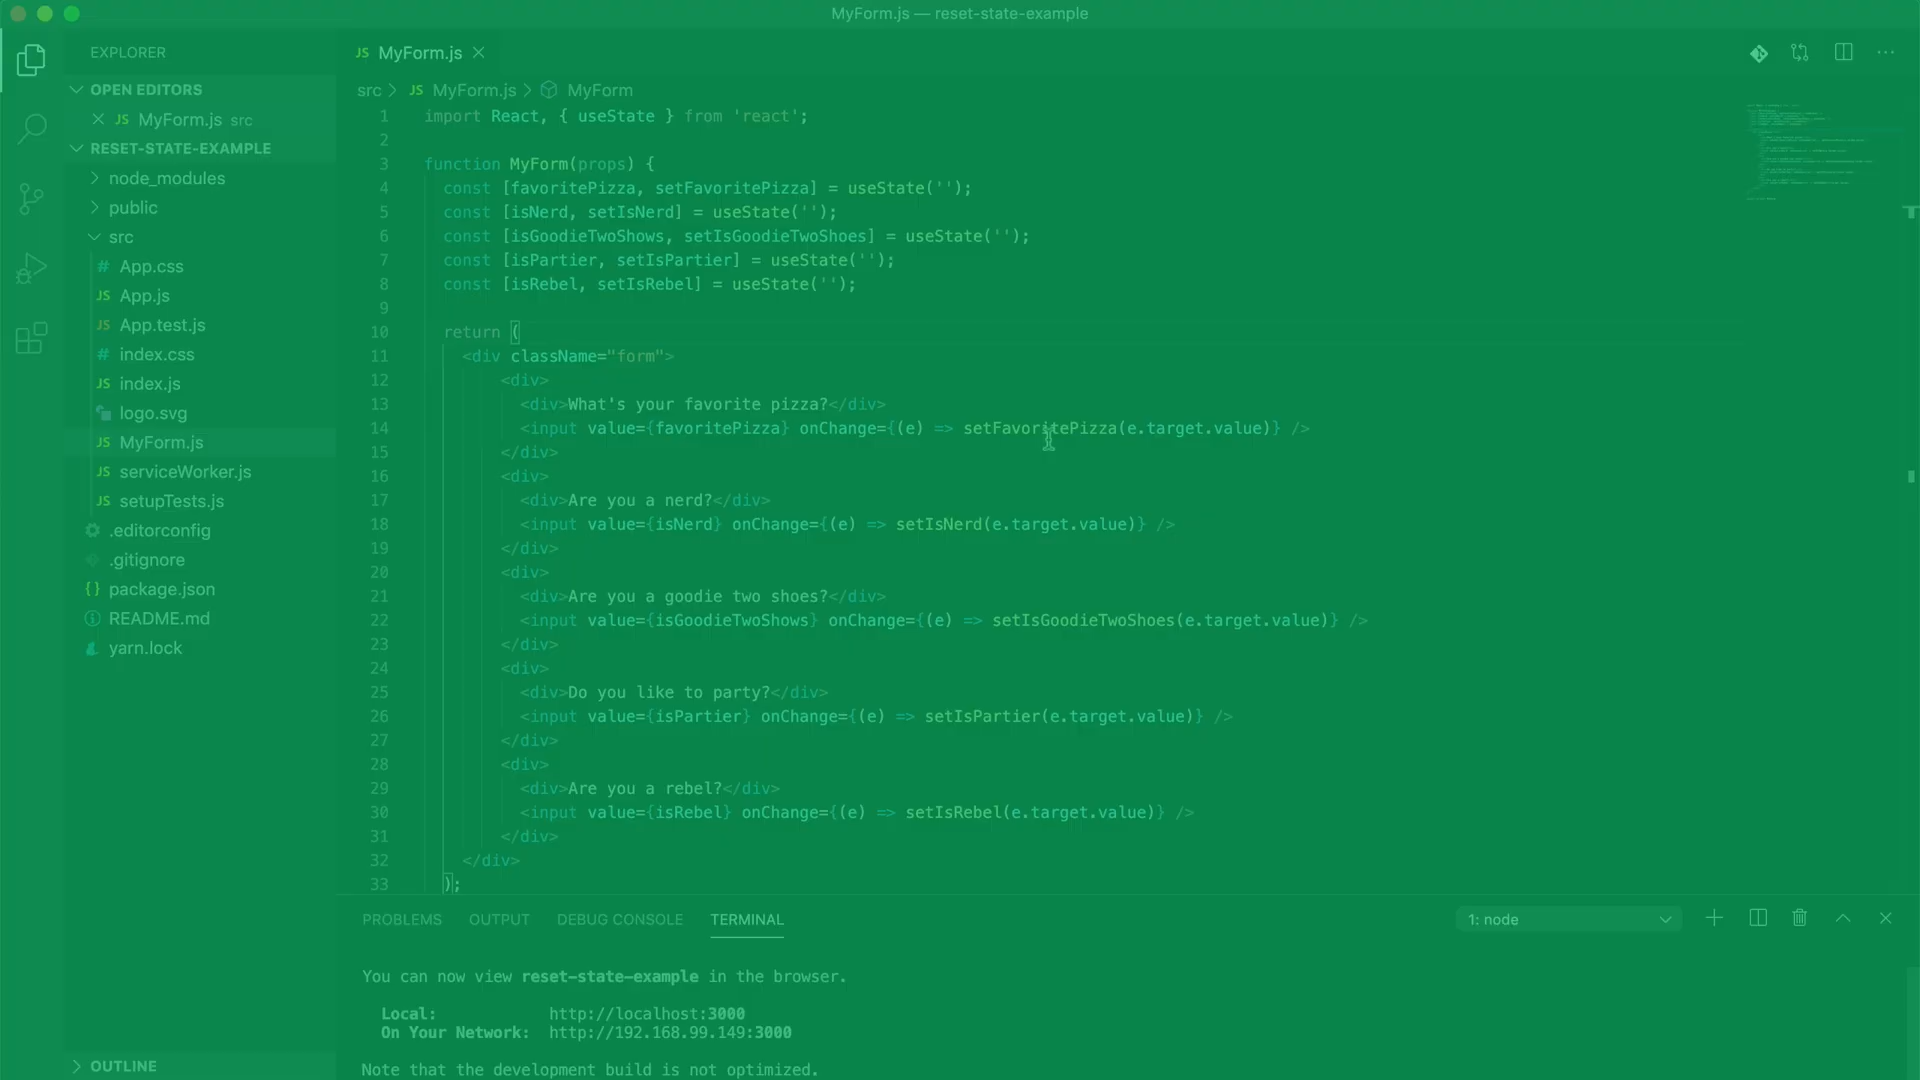 MyForm.js — reset-state-example
EXPLORER
OPEN EDITORS
JS MyForm.js src
RESET-STATE-EXAMPLE
node_modules
public
src
# App.css
JS App.js
JS App.test.js
# index.css
JS index.js
logo.svg
JS MyForm.js
JS serviceWorker.js
JS setupTests.js
.editorconfig
.gitignore
{} package.json
README.md
yarn.lock
OUTLINE
JS MyForm.js
src > JS MyForm.js > MyForm
1 import React, { useState } from 'react';
2
3 function MyForm(props) {
4 const [favoritePizza, setFavoritePizza] = useState('');
5 const [isNerd, setIsNerd] = useState('');
6 const [isGoodieTwoShows, setIsGoodieTwoShoes] = useState('');
7 const [isPartier, setIsPartier] = useState('');
8 const [isRebel, setIsRebel] = useState('');
9
10 return (
11 <div className="form">
12 <div>
13 <div>What's your favorite pizza?</div>
14 <input value={favoritePizza} onChange={(e) => setFavoritePizza(e.target.value)} />
15 </div>
16 <div>
17 <div>Are you a nerd?</div>
18 <input value={isNerd} onChange={(e) => setIsNerd(e.target.value)} />
19 </div>
20 <div>
21 <div>Are you a goodie two shoes?</div>
22 <input value={isGoodieTwoShows} onChange={(e) => setIsGoodieTwoShoes(e.target.value)} />
23 </div>
24 <div>
25 <div>Do you like to party?</div>
26 <input value={isPartier} onChange={(e) => setIsPartier(e.target.value)} />
27 </div>
28 <div>
29 <div>Are you a rebel?</div>
30 <input value={isRebel} onChange={(e) => setIsRebel(e.target.value)} />
31 </div>
32 </div>
33 );
PROBLEMS OUTPUT DEBUG CONSOLE TERMINAL 1: node
You can now view reset-state-example in the browser.
Local: http://localhost:3000
On Your Network: http://192.168.99.149:3000
Note that the development build is not optimized.